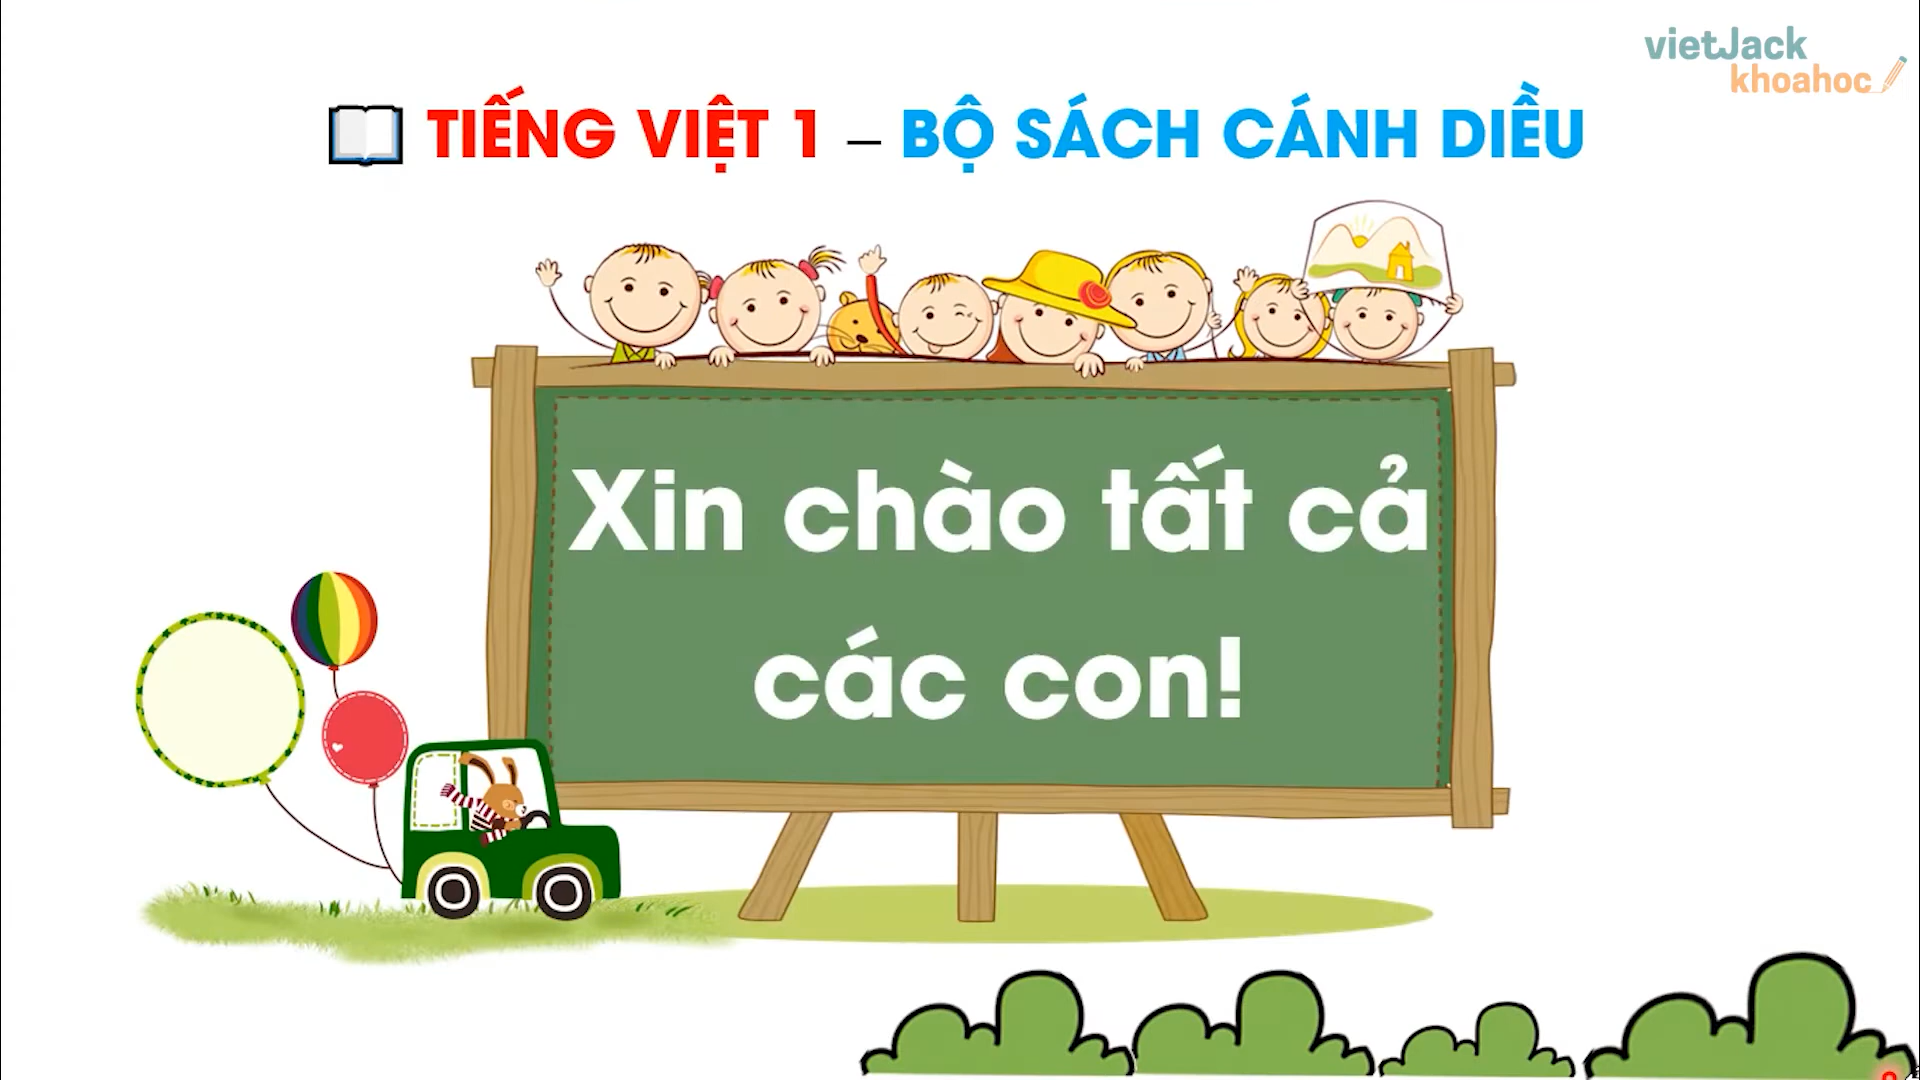 vietJack
khoahoc
TIẾNG VIỆT 1 – BỘ SÁCH CÁNH DIỀU
Xin chào tất cả
các con!